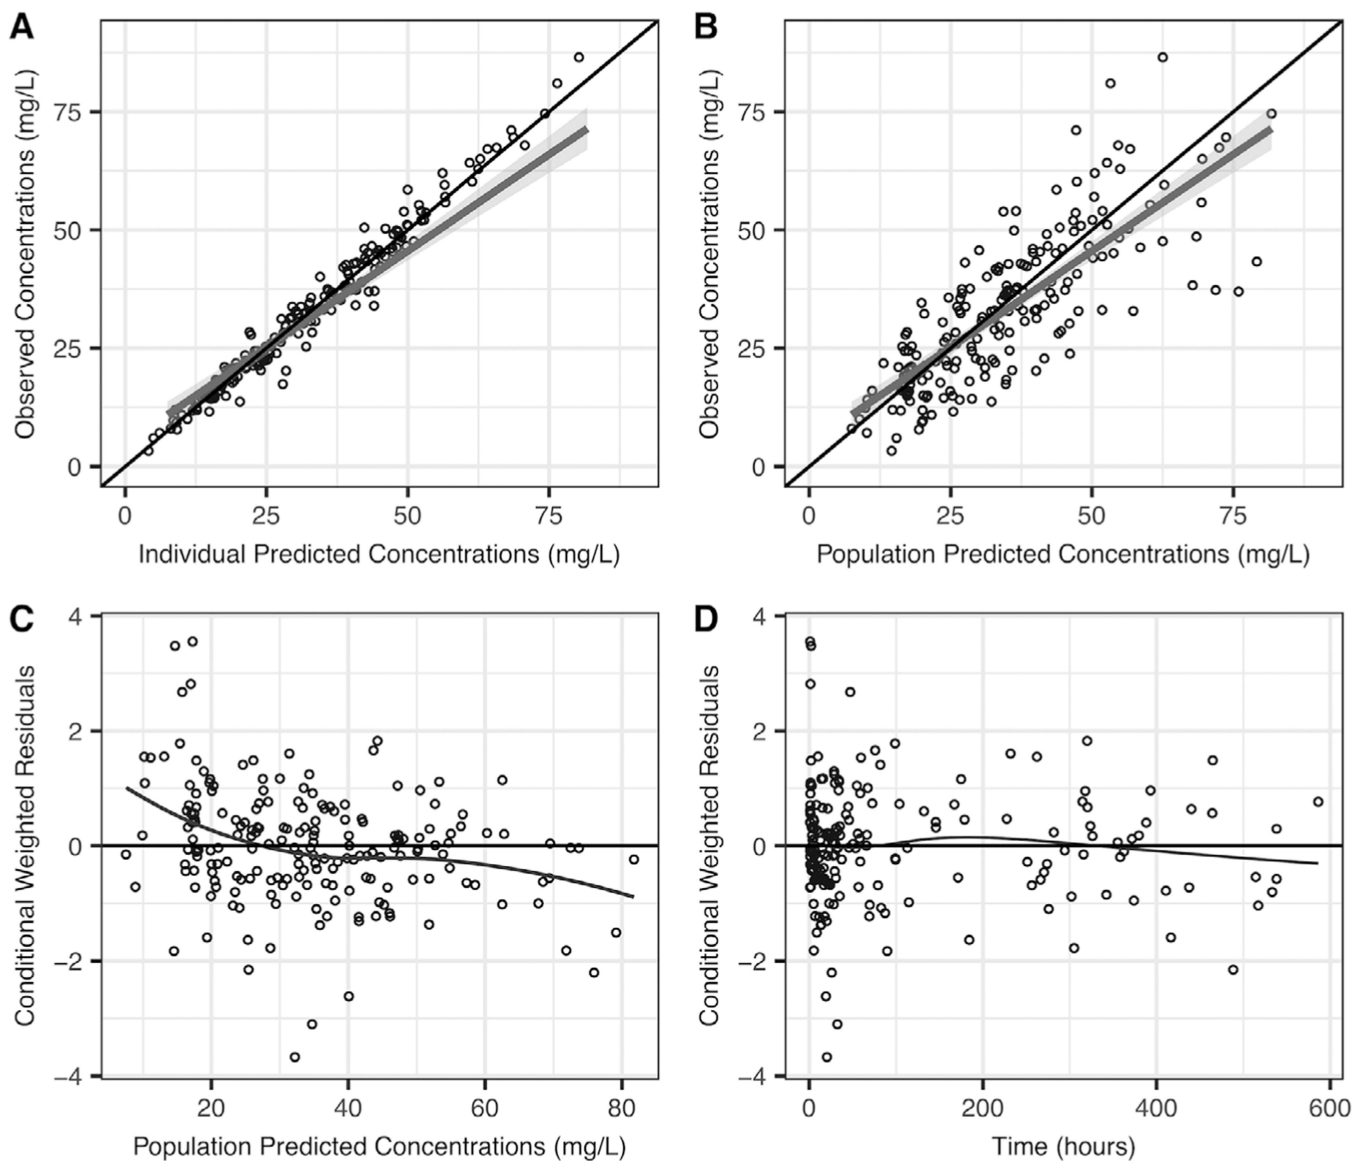 A
Observed Concentrations (mg/L)
75
50
25
0
0 25 50 75
Individual Predicted Concentrations (mg/L)
B
Observed Concentrations (mg/L)
75
50
25
0
0 25 50 75
Population Predicted Concentrations (mg/L)
C
Conditional Weighted Residuals
4
2
0
−2
−4
20 40 60 80
Population Predicted Concentrations (mg/L)
D
Conditional Weighted Residuals
4
2
0
−2
−4
0 200 400 600
Time (hours)